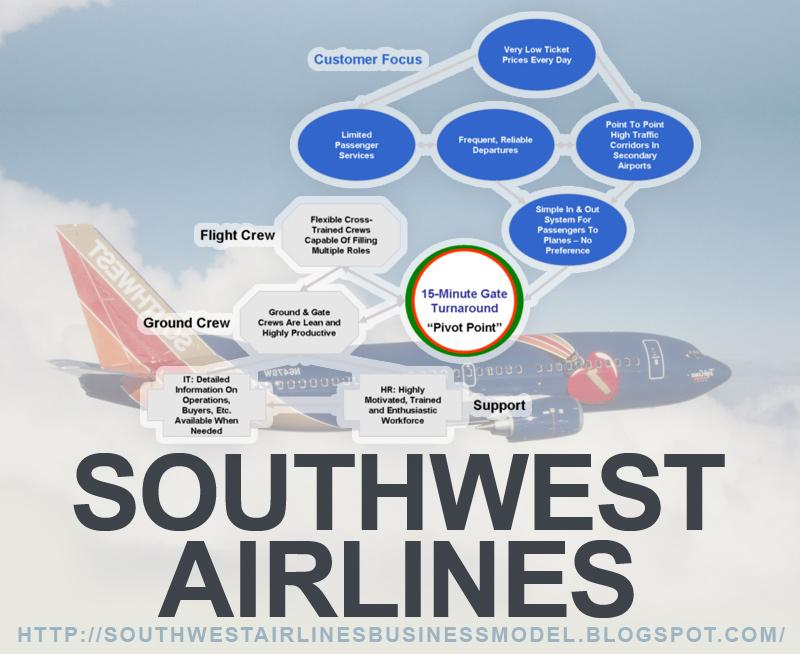 Very Low Ticket
Prices Every Day
Customer Focus
Limited
Passenger
Services
Frequent, Reliable
Departures
Point To Point
High Traffic
Corridors In
Secondary
Airports
Simple In & Out
System For
Passengers To
Planes – No
Preference
Flight Crew
Flexible Cross-
Trained Crews
Capable Of Filling
Multiple Roles
Ground Crew
Ground & Gate
Crews Are Lean and
Highly Productive
15-Minute Gate
Turnaround
“Pivot Point”
IT: Detailed
Information On
Operations,
Buyers, Etc.
Available When
Needed
HR: Highly
Motivated, Trained
and Enthusiastic
Workforce
Support
SOUTHWEST
N647SW
SOUTHWEST
AIRLINES
HTTP://SOUTHWESTAIRLINESBUSINESSMODEL.BLOGSPOT.COM/